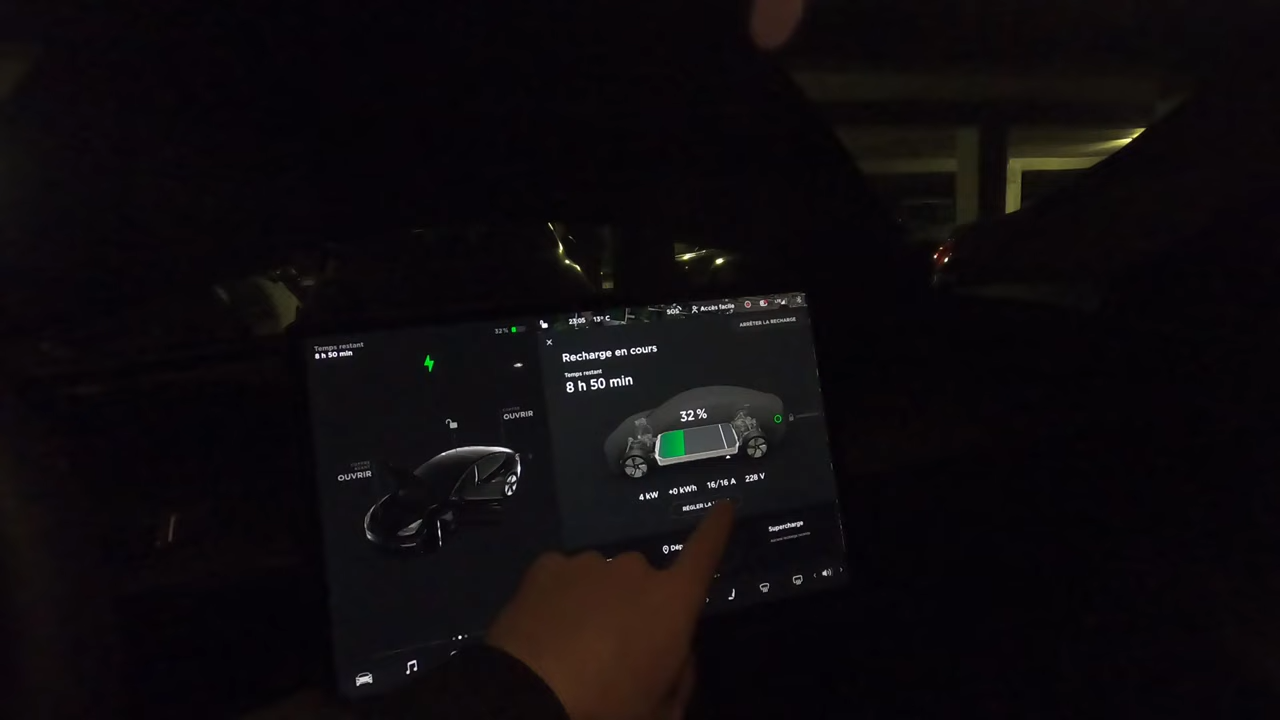 32 %
23:05
13° C
SOS
Accès facile
LTE
ARRÊTER LA RECHARGE
Temps restant
8 h 50 min
OUVRIR
OUVRIR
Recharge en cours
Temps restant
8 h 50 min
32 %
4 kW +0 kWh 16/16 A 228 V
RÉGLER LA
Dép
Supercharge